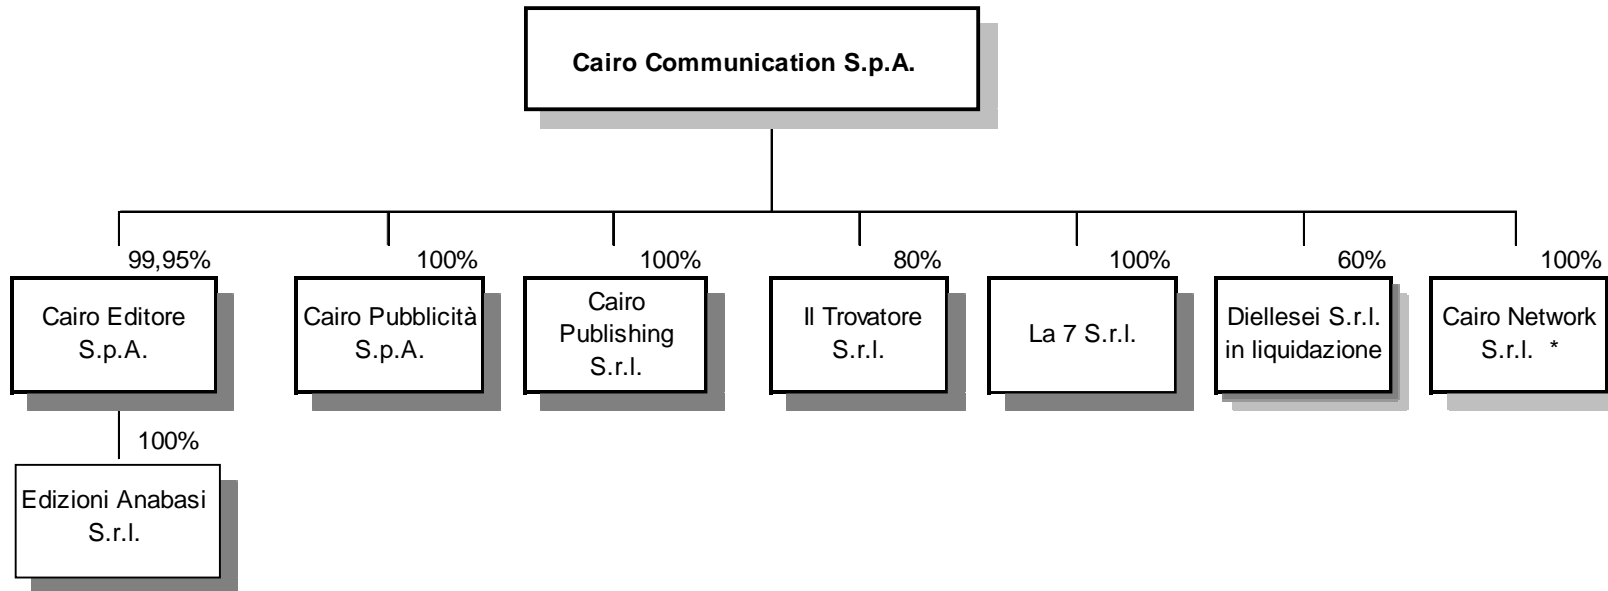 Cairo Communication S.p.A.
99,95%
100%
100%
80%
100%
60%
100%
Cairo Editore
S.p.A.
Cairo Pubblicità
S.p.A.
Cairo
Publishing
S.r.l.
Il Trovatore
S.r.l.
La 7 S.r.l.
Diellesei S.r.l.
in liquidazione
Cairo Network
S.r.l. *
100%
Edizioni Anabasi
S.r.l.